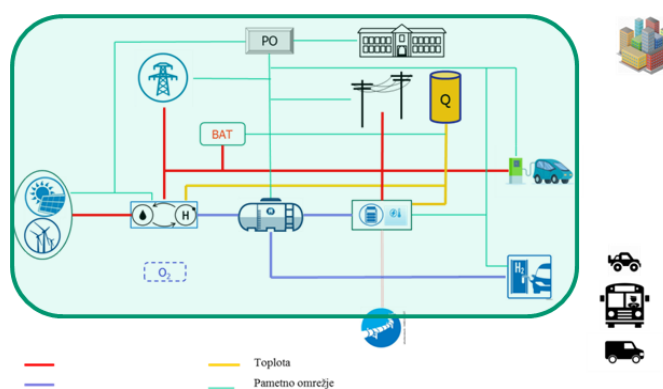 PO
Q
BAT
H
O₂
H₂
Toplota
Pametno omrežje